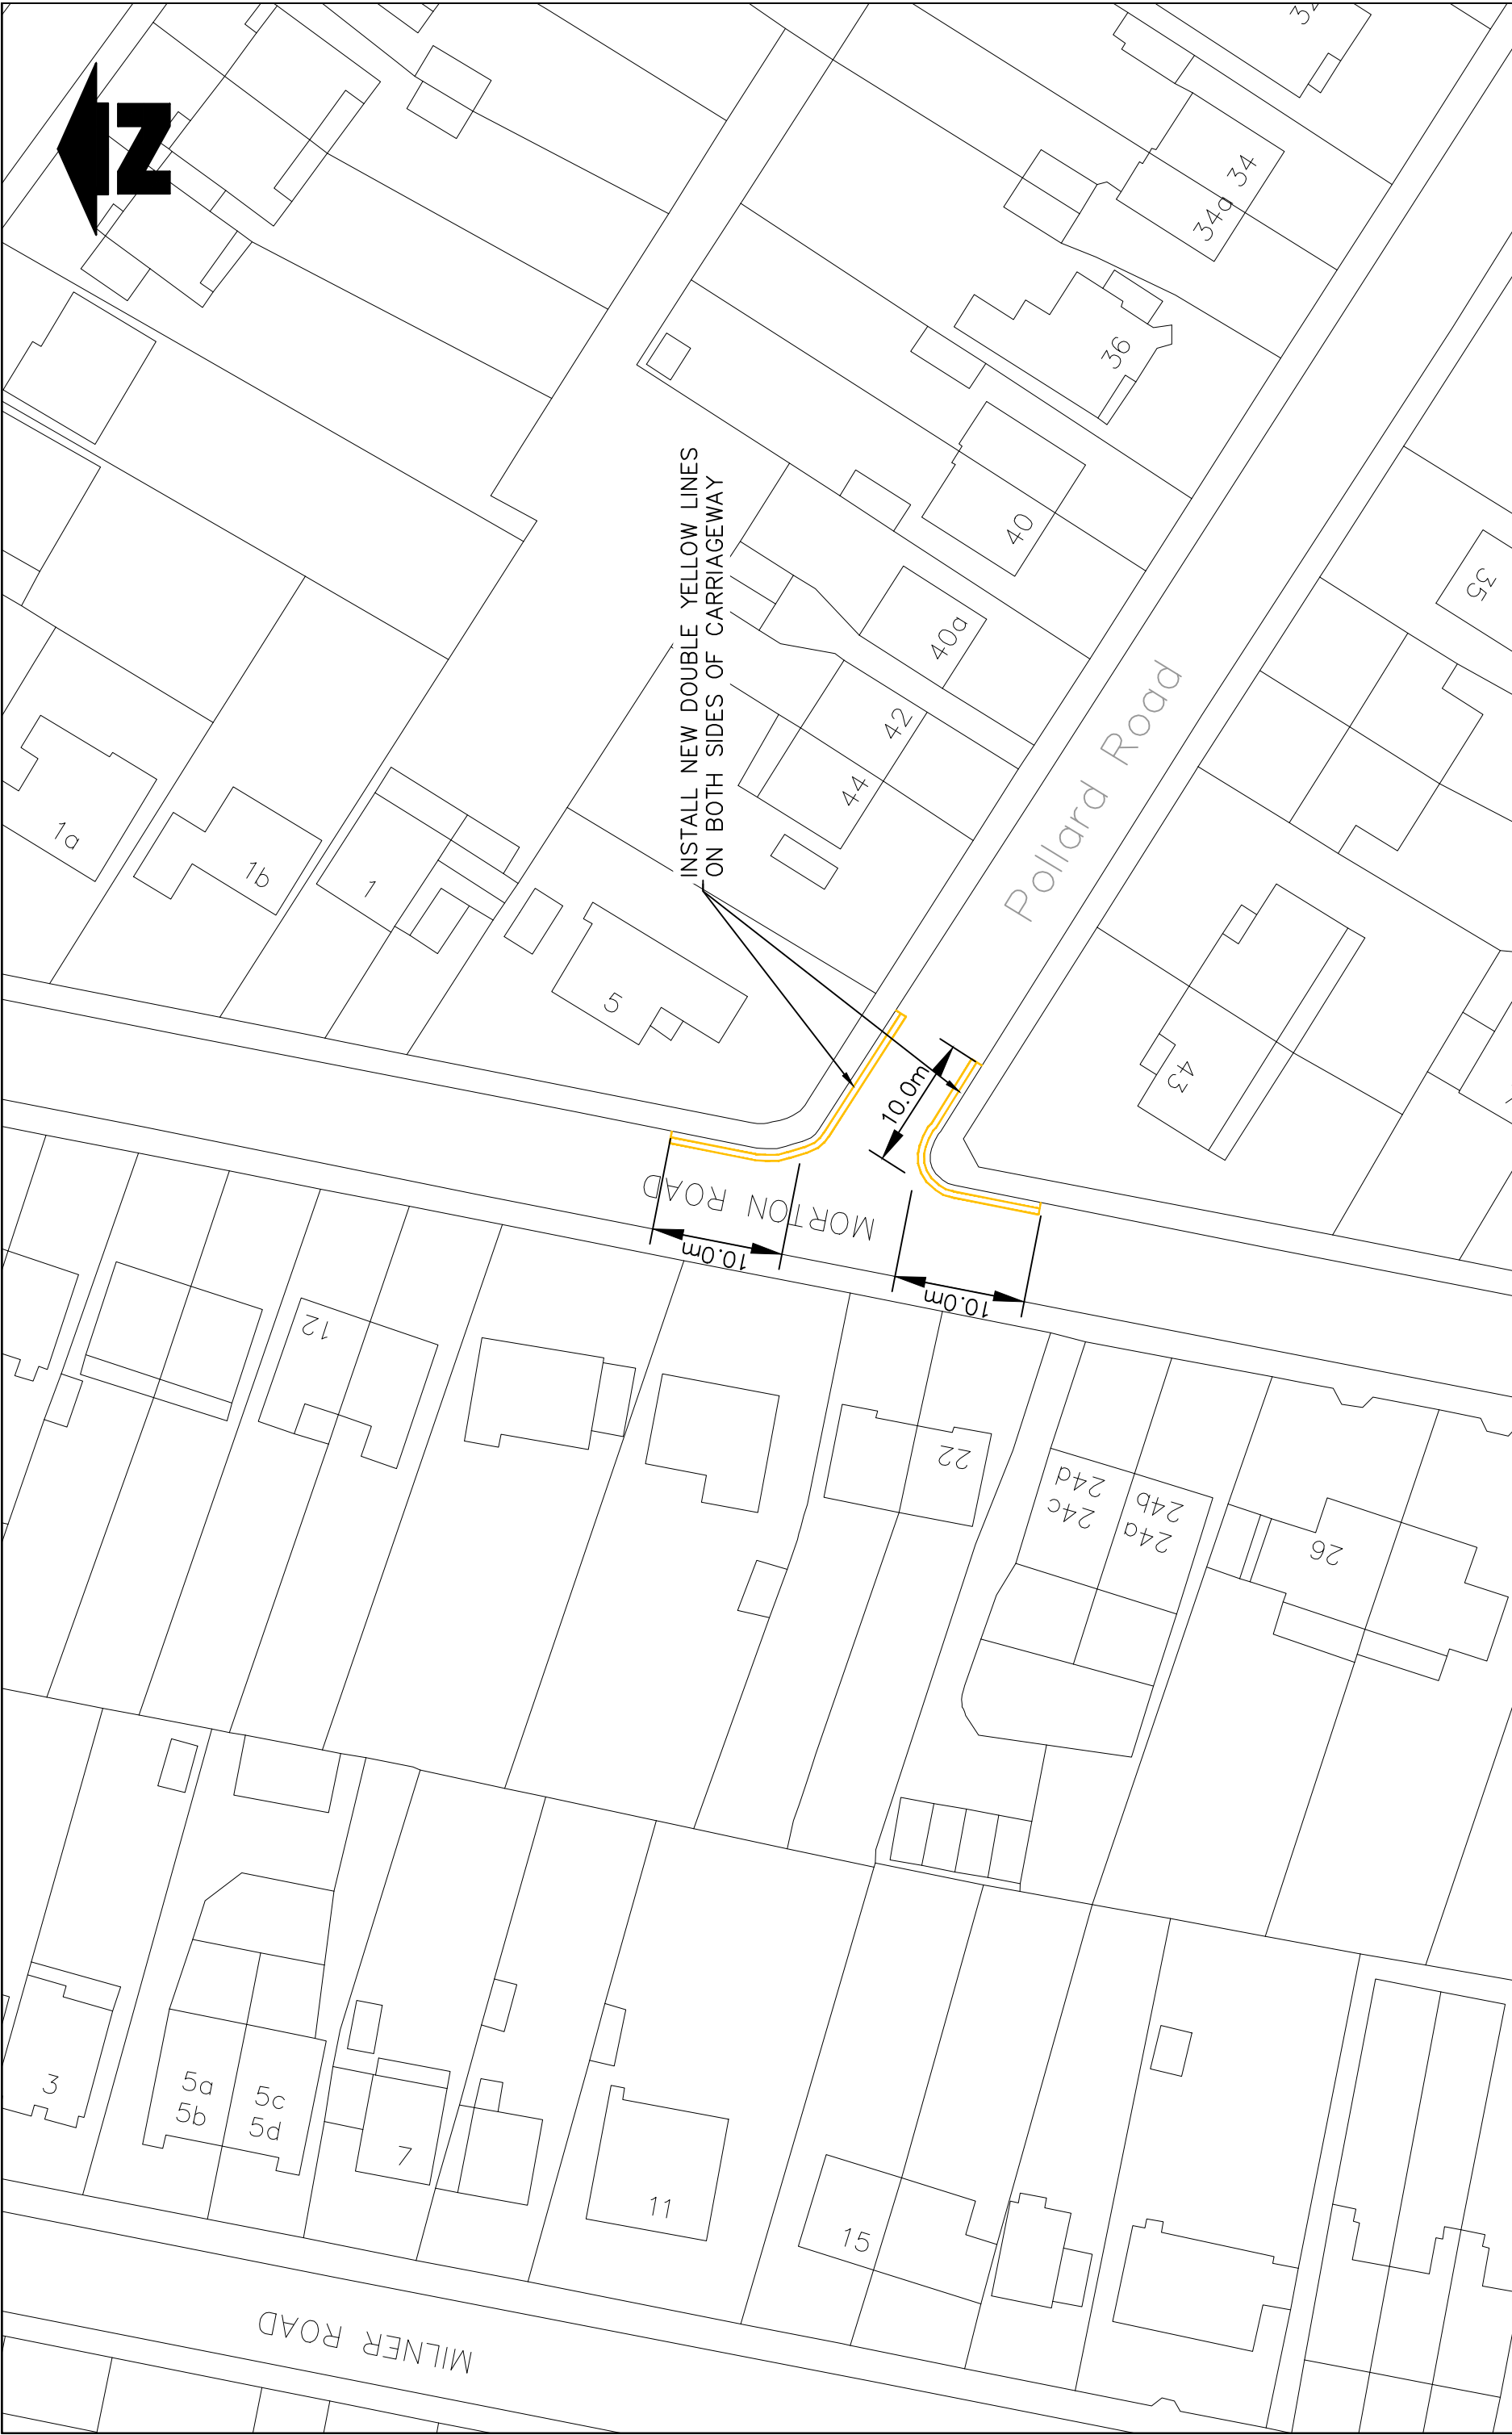 N
34
34a
36
40
40a
42
44
35
1a
1b
1
5
INSTALL NEW DOUBLE YELLOW LINES
ON BOTH SIDES OF CARRIAGEWAY
Pollard Road
43
10.0m
MORTON ROAD
10.0m
10.0m
12
22
24d
24c
24b
24a
26
3
5a
5b
5c
5d
7
11
15
MILNER ROAD